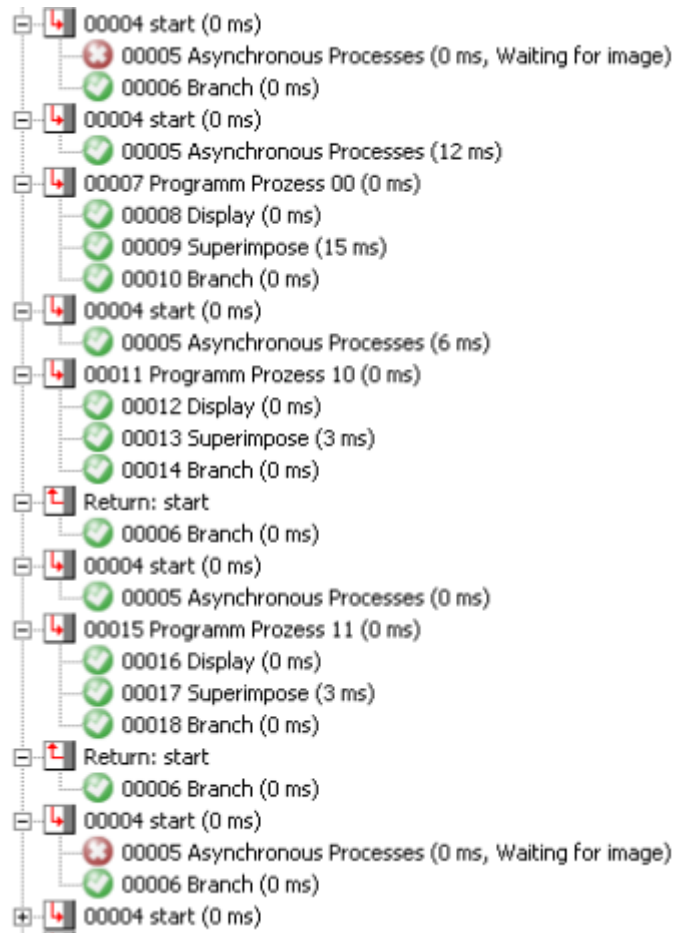 00004 start (0 ms)
00005 Asynchronous Processes (0 ms, Waiting for image)
00006 Branch (0 ms)
00004 start (0 ms)
00005 Asynchronous Processes (12 ms)
00007 Programm Prozess 00 (0 ms)
00008 Display (0 ms)
00009 Superimpose (15 ms)
00010 Branch (0 ms)
00004 start (0 ms)
00005 Asynchronous Processes (6 ms)
00011 Programm Prozess 10 (0 ms)
00012 Display (0 ms)
00013 Superimpose (3 ms)
00014 Branch (0 ms)
Return: start
00006 Branch (0 ms)
00004 start (0 ms)
00005 Asynchronous Processes (0 ms)
00015 Programm Prozess 11 (0 ms)
00016 Display (0 ms)
00017 Superimpose (3 ms)
00018 Branch (0 ms)
Return: start
00006 Branch (0 ms)
00004 start (0 ms)
00005 Asynchronous Processes (0 ms, Waiting for image)
00006 Branch (0 ms)
00004 start (0 ms)